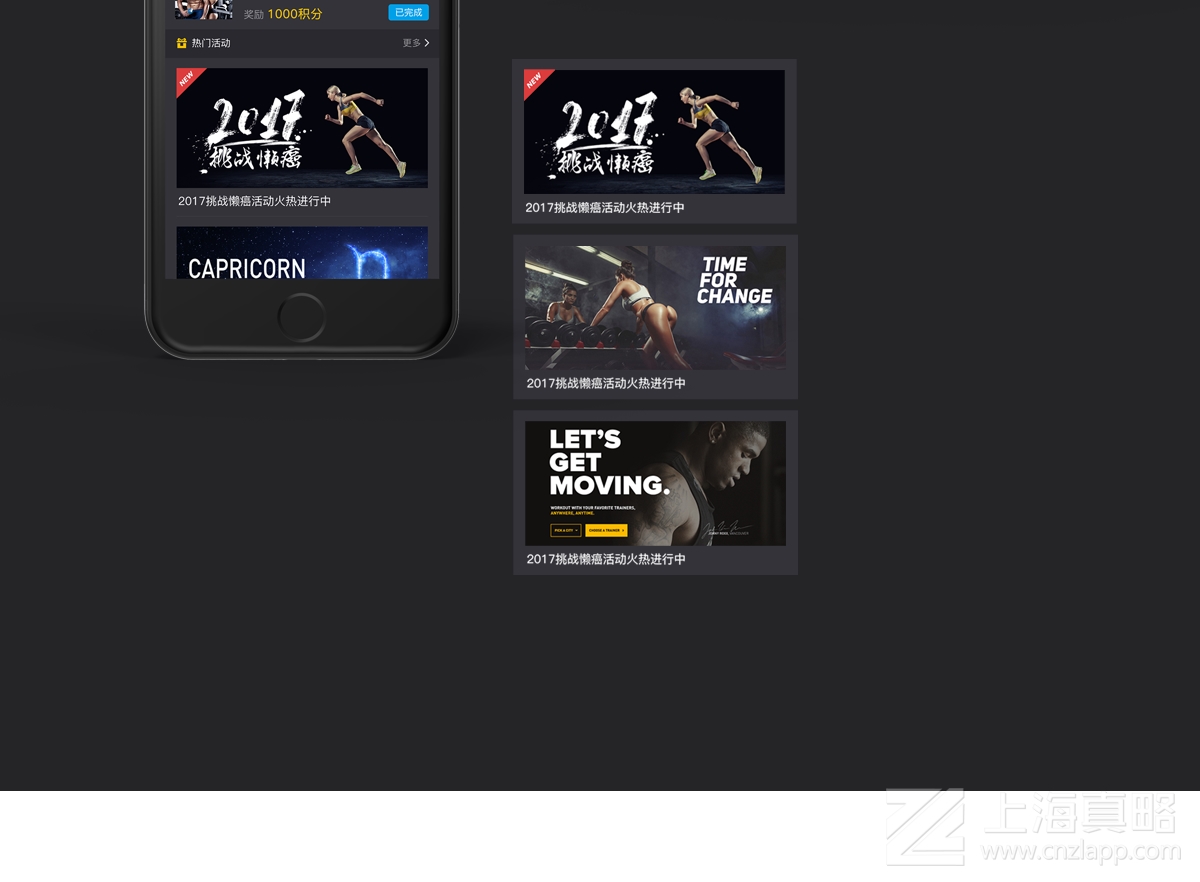 奖励 1000积分
已完成
热门活动
更多
NEW
2017
挑战懒癌
2017挑战懒癌活动火热进行中
CAPRICORN
NEW
2017
挑战懒癌
2017挑战懒癌活动火热进行中
TIME
FOR
CHANGE
2017挑战懒癌活动火热进行中
LET'S
GET
MOVING.
WORKOUT WITH YOUR FAVORITE TRAINERS,
ANYWHERE, ANYTIME.
PICK A CITY
CHOOSE A TRAINER
2017挑战懒癌活动火热进行中
上海真略
www.cnzlapp.com